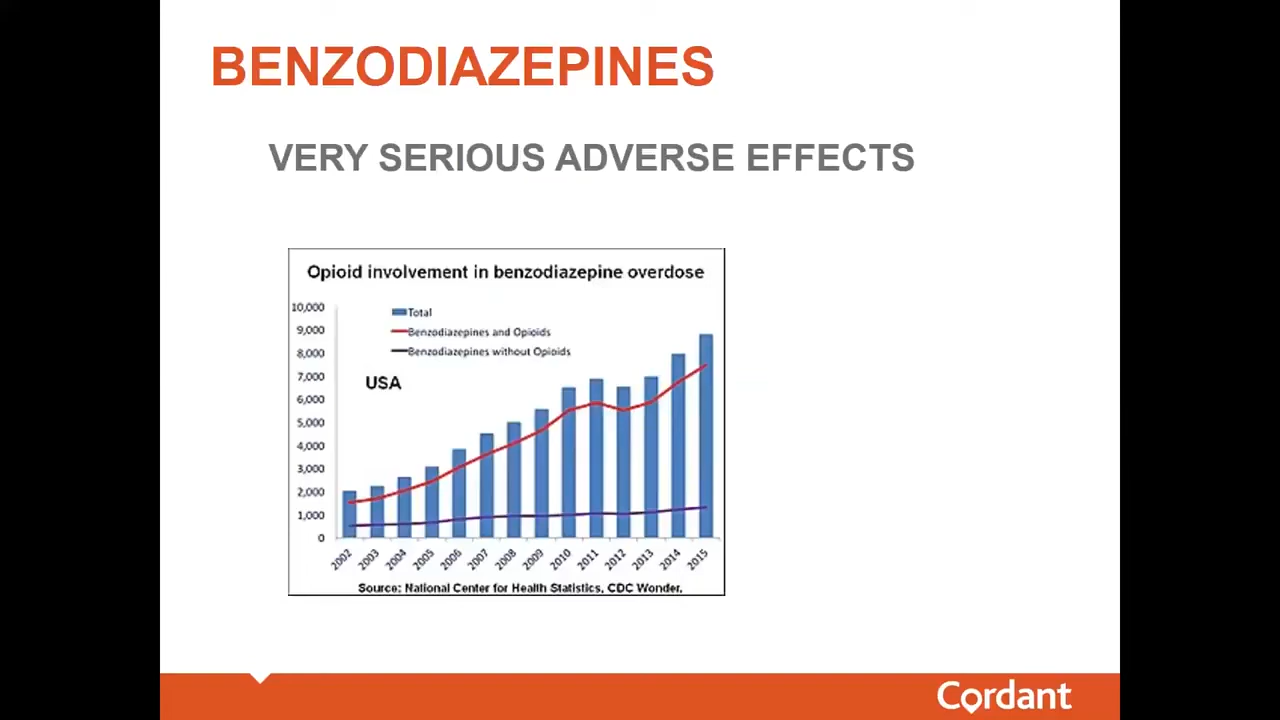 BENZODIAZEPINES
VERY SERIOUS ADVERSE EFFECTS
Opioid involvement in benzodiazepine overdose
10,000
9,000
8,000
7,000
6,000
5,000
4,000
3,000
2,000
1,000
0
Total
Benzodiazepines and Opioids
Benzodiazepines without Opioids
USA
2002 2003 2004 2005 2006 2007 2008 2009 2010 2011 2012 2013 2014 2015
Source: National Center for Health Statistics, CDC Wonder.
Cordant